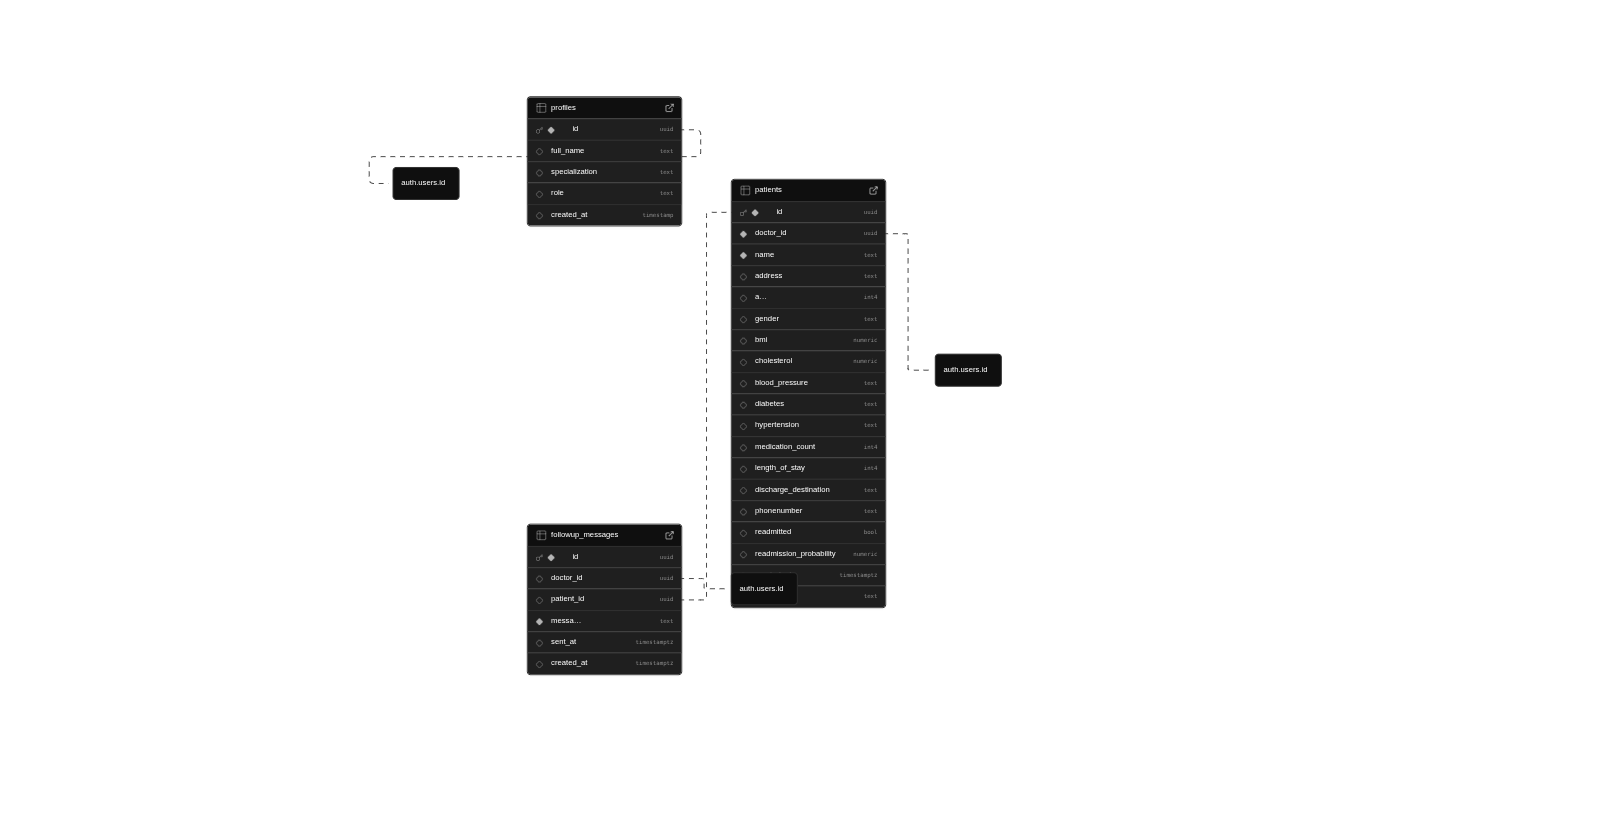 profiles
id uuid
full_name text
specialization text
role text
created_at timestamp
auth.users.id
patients
id uuid
doctor_id uuid
name text
address text
a... int4
gender text
bmi numeric
cholesterol numeric
blood_pressure text
diabetes text
hypertension text
medication_count int4
length_of_stay int4
discharge_destination text
phonenumber text
readmitted bool
readmission_probability numeric
timestamptz
text
auth.users.id
auth.users.id
followup_messages
id uuid
doctor_id uuid
patient_id uuid
messa... text
sent_at timestamptz
created_at timestamptz